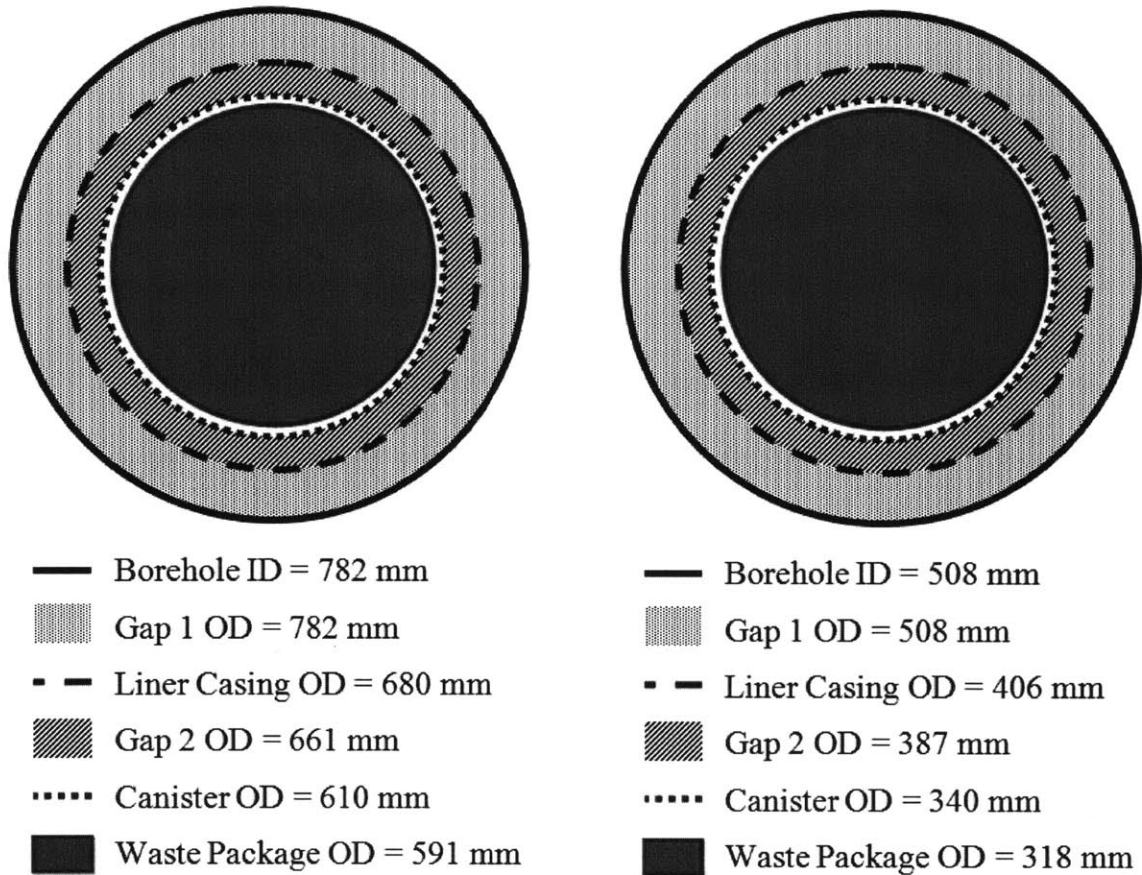 Borehole ID = 782 mm
Gap 1 OD = 782 mm
Liner Casing OD = 680 mm
Gap 2 OD = 661 mm
Canister OD = 610 mm
Waste Package OD = 591 mm
Borehole ID = 508 mm
Gap 1 OD = 508 mm
Liner Casing OD = 406 mm
Gap 2 OD = 387 mm
Canister OD = 340 mm
Waste Package OD = 318 mm